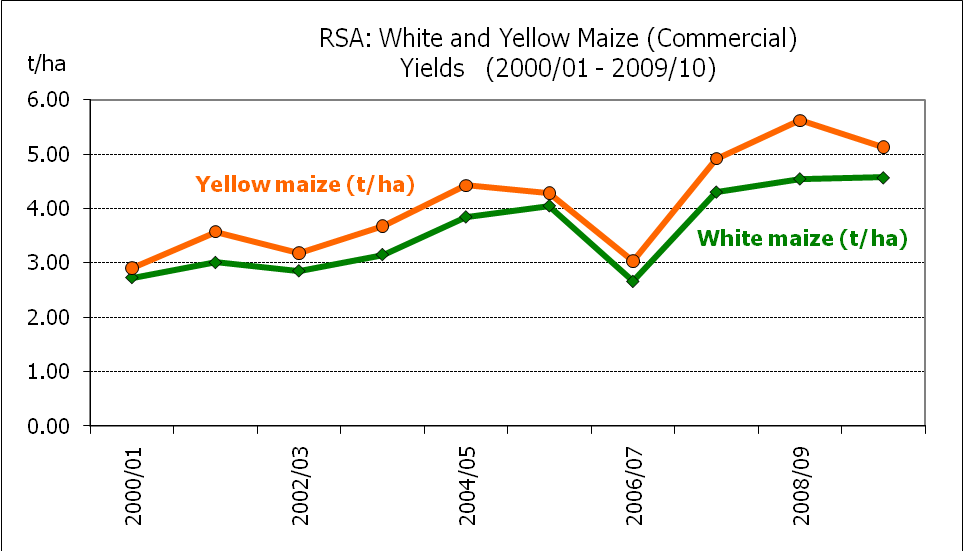 RSA: White and Yellow Maize (Commercial)
Yields (2000/01 - 2009/10)
t/ha
6.00
5.00
Yellow maize (t/ha)
4.00
White maize (t/ha)
3.00
2.00
1.00
0.00
2000/01
2002/03
2004/05
2006/07
2008/09